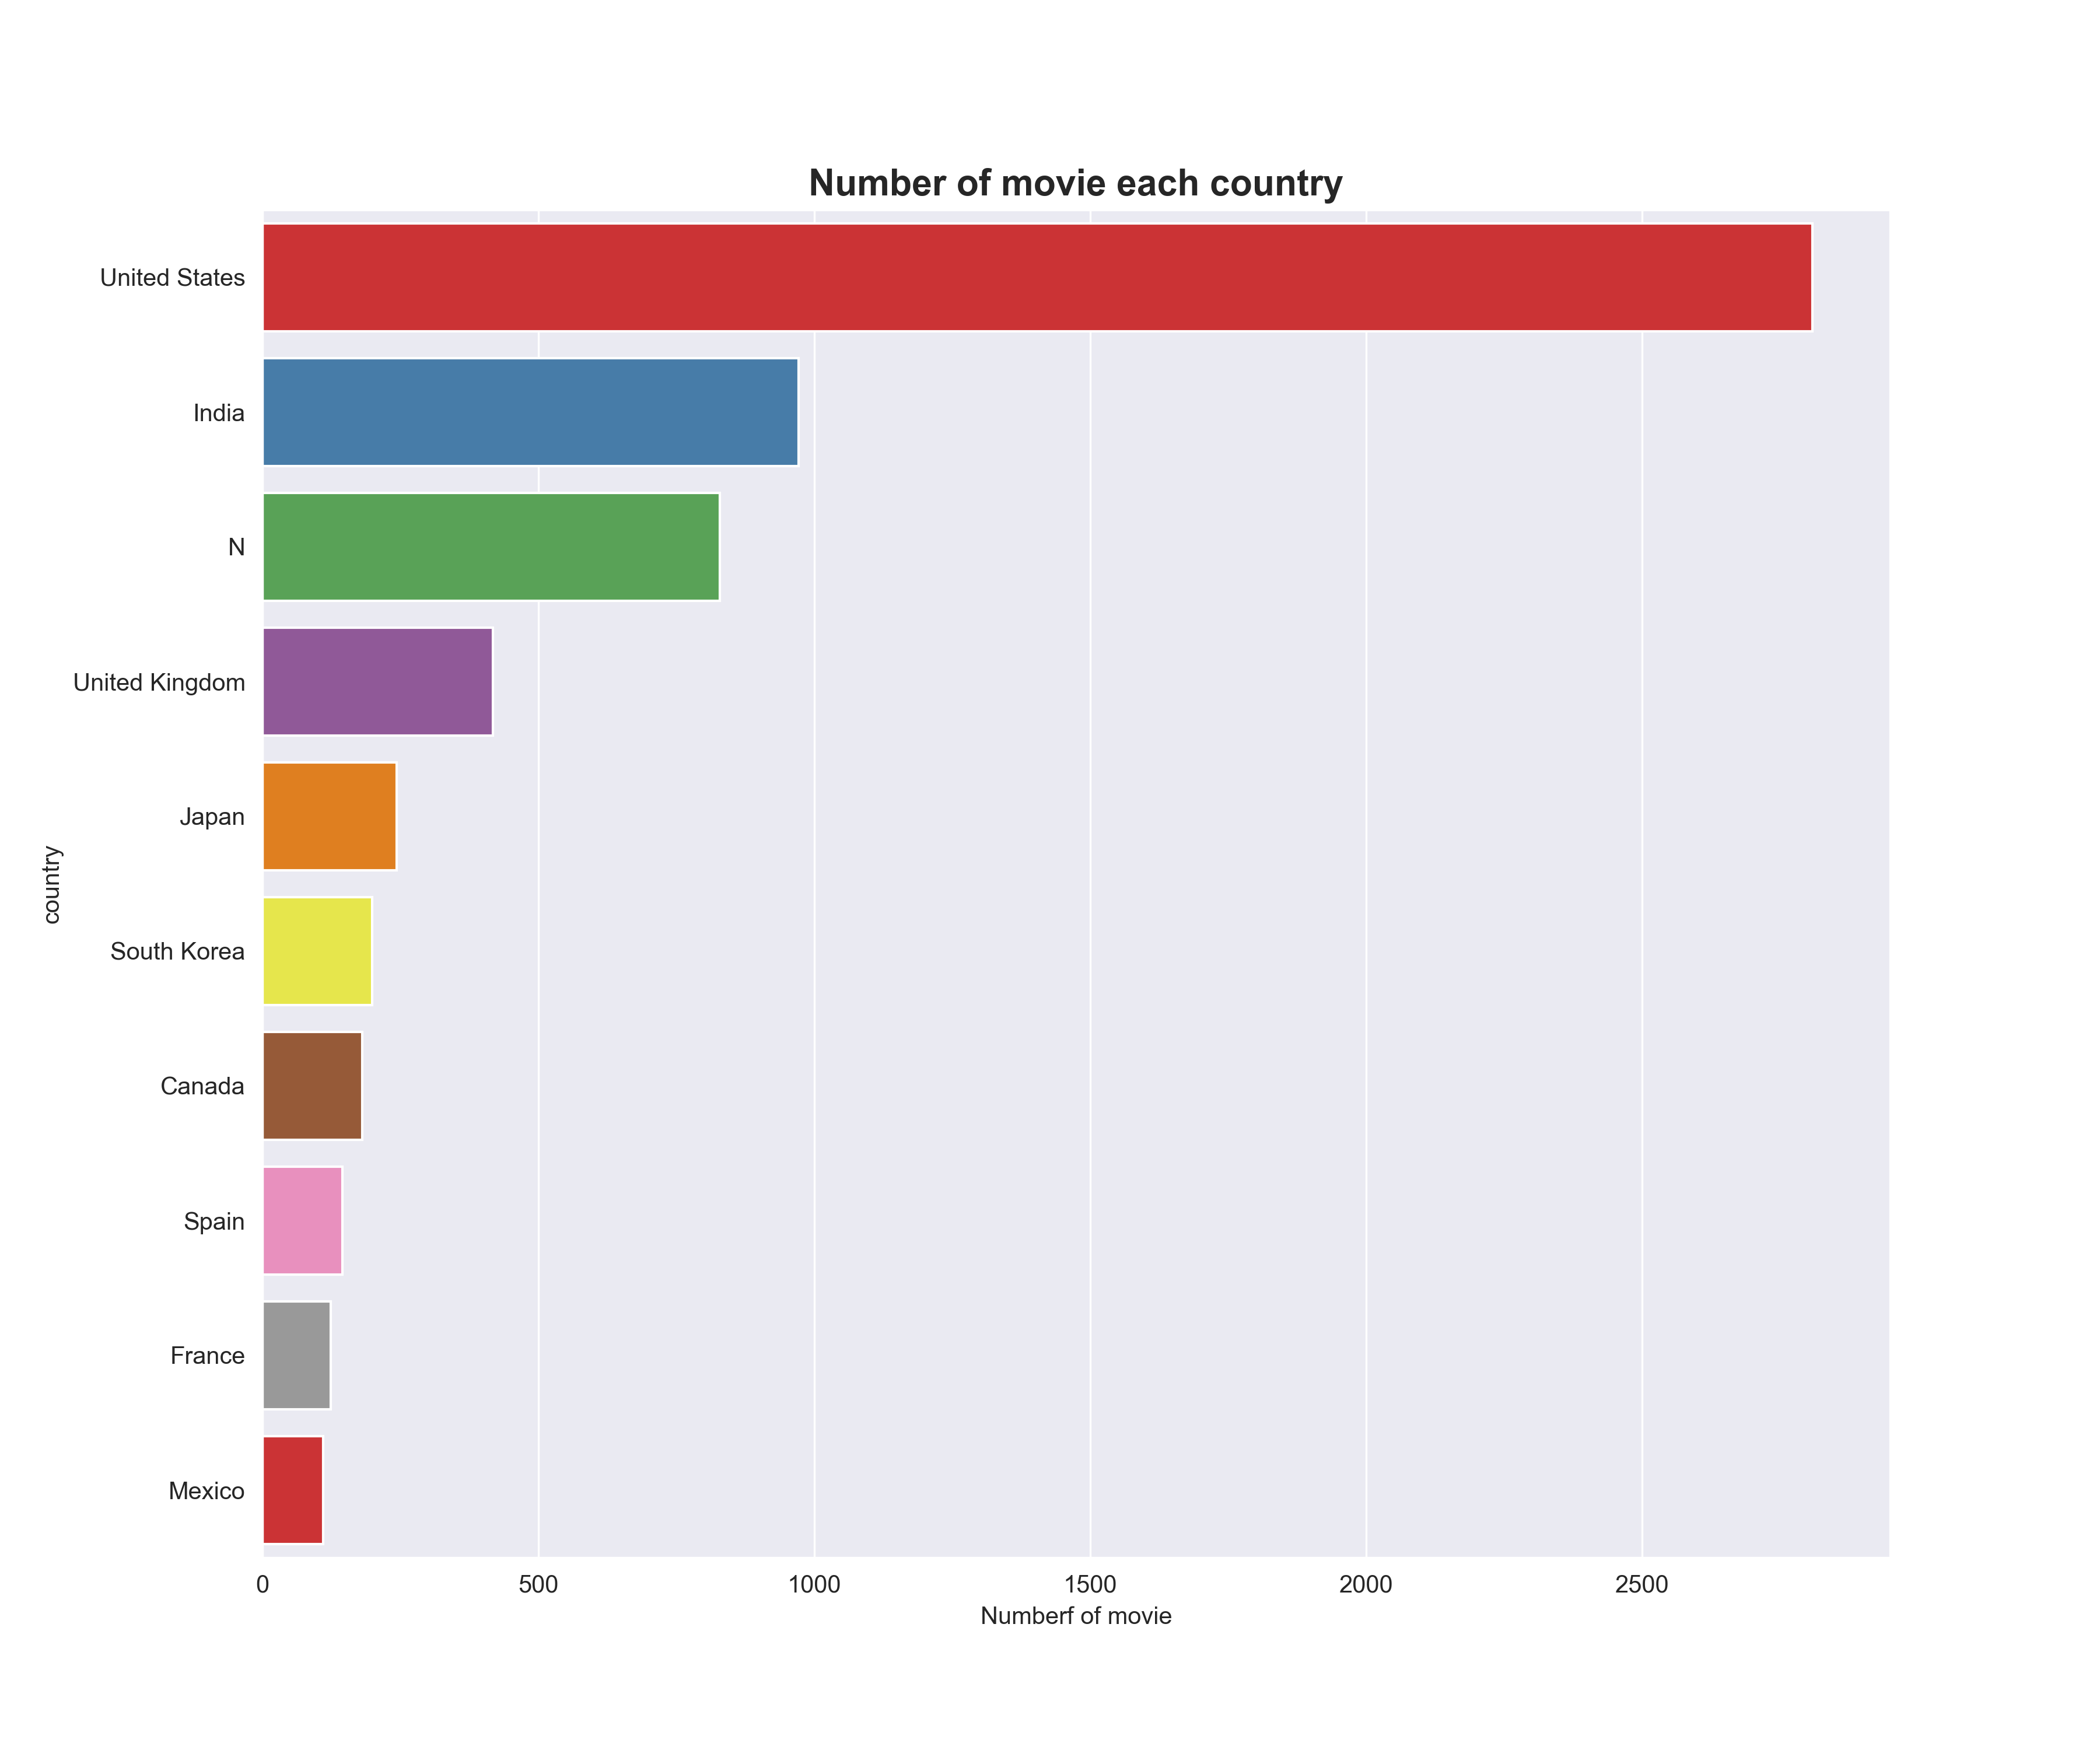 Number of movie each country
United States
India
N
United Kingdom
Japan
South Korea
Canada
Spain
France
Mexico
country
0 500 1000 1500 2000 2500
Numberf of movie